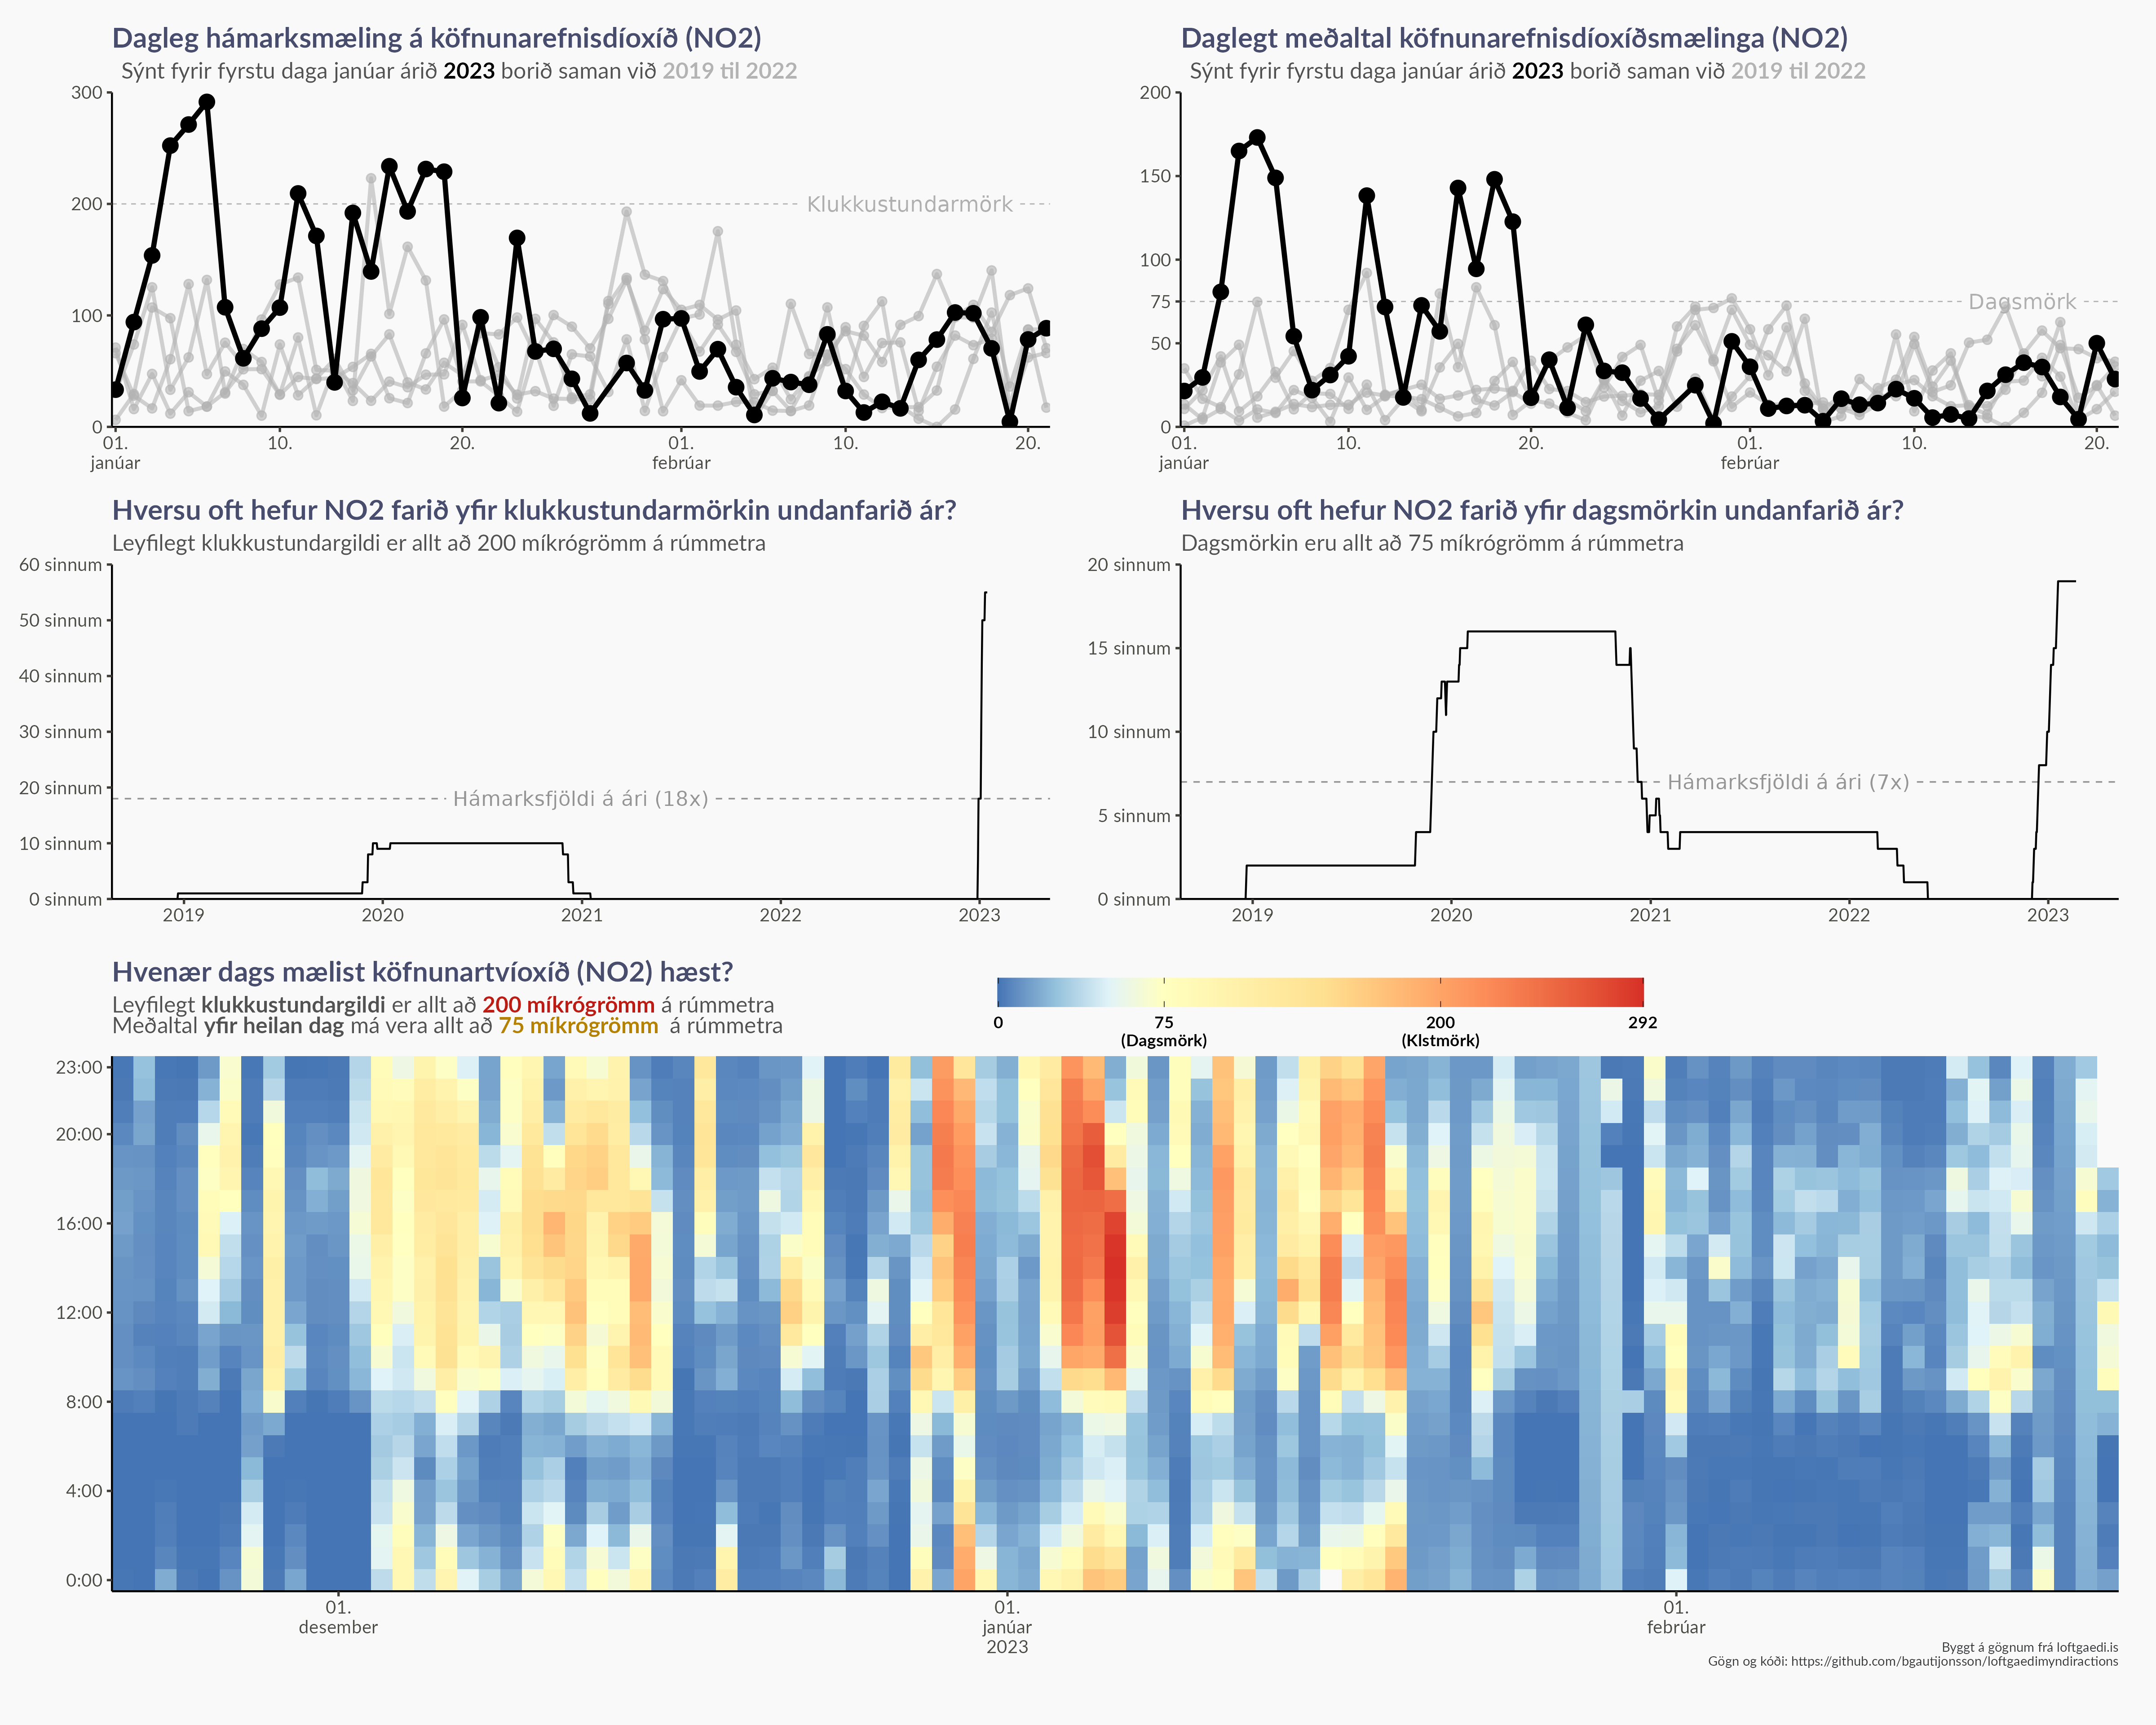 Dagleg hámarksmæling á köfnunarefnisdíoxíð (NO2)
Sýnt fyrir fyrstu daga janúar árið 2023 borið saman við 2019 til 2022
300
200
100
0
Klukkustundarmörk
01.
janúar
10.
20.
01.
febrúar
10.
20.
Daglegt meðaltal köfnunarefnisdíoxíðsmælinga (NO2)
Sýnt fyrir fyrstu daga janúar árið 2023 borið saman við 2019 til 2022
200
150
100
75
50
0
Dagsmörk
01.
janúar
10.
20.
01.
febrúar
10.
20.
Hversu oft hefur NO2 farið yfir klukkustundarmörkin undanfarið ár?
Leyfilegt klukkustundargildi er allt að 200 míkrógrömm á rúmmetra
60 sinnum
50 sinnum
40 sinnum
30 sinnum
20 sinnum
10 sinnum
0 sinnum
Hámarksfjöldi á ári (18x)
2019
2020
2021
2022
2023
Hversu oft hefur NO2 farið yfir dagsmörkin undanfarið ár?
Dagsmörkin eru allt að 75 míkrógrömm á rúmmetra
20 sinnum
15 sinnum
10 sinnum
5 sinnum
0 sinnum
Hámarksfjöldi á ári (7x)
2019
2020
2021
2022
2023
Hvenær dags mælist köfnunartvíoxíð (NO2) hæst?
Leyfilegt klukkustundargildi er allt að 200 míkrógrömm á rúmmetra
Meðaltal yfir heilan dag má vera allt að 75 míkrógrömm á rúmmetra
0
75
(Dagsmörk)
200
(Klstmörk)
292
23:00
20:00
16:00
12:00
8:00
4:00
0:00
01.
desember
01.
janúar
2023
01.
febrúar
Byggt á gögnum frá loftgaedi.is
Gögn og kóði: https://github.com/bgautijonsson/loftgaedimyndiractions